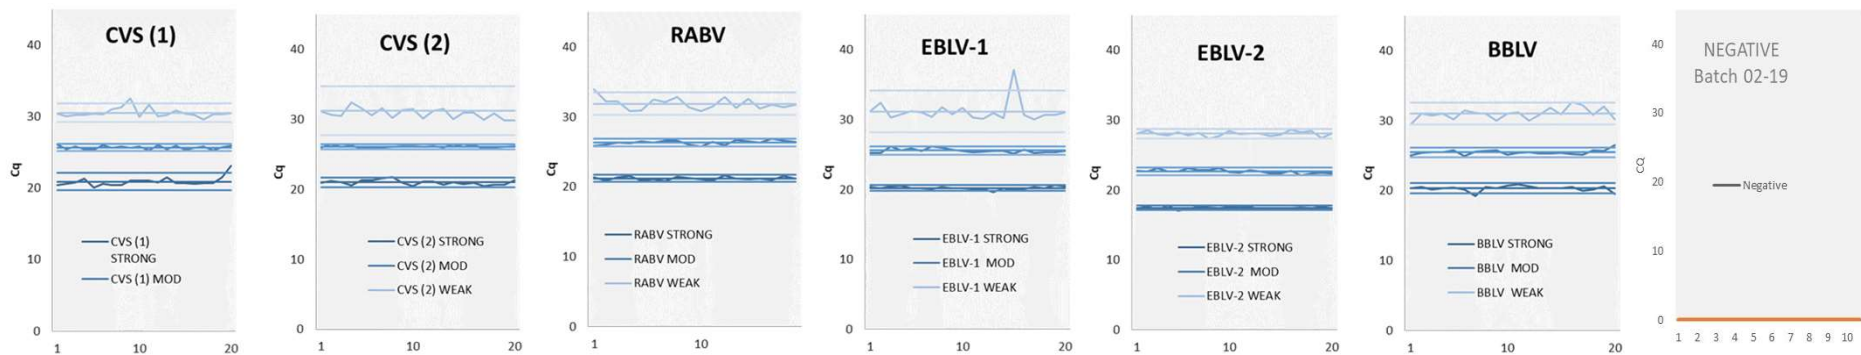 CVS (1)
40
30
20
10
0
Cq
1
10
20
CVS (1)
STRONG
CVS (1) MOD
CVS (2)
40
30
20
10
0
Cq
1
10
20
CVS (2) STRONG
CVS (2) MOD
CVS (2) WEAK
RABV
40
30
20
10
0
Cq
1
10
RABV STRONG
RABV MOD
RABV WEAK
EBLV-1
40
30
20
10
0
Cq
1
10
20
EBLV-1 STRONG
EBLV-1 MOD
EBLV-1 WEAK
EBLV-2
40
30
20
10
0
Cq
1
10
20
EBLV-2 STRONG
EBLV-2 MOD
EBLV-2 WEAK
BBLV
40
30
20
10
0
Cq
1
10
20
BBLV STRONG
BBLV MOD
BBLV WEAK
NEGATIVE
Batch 02-19
40
30
20
10
0
CQ
Negative
1 2 3 4 5 6 7 8 9 10